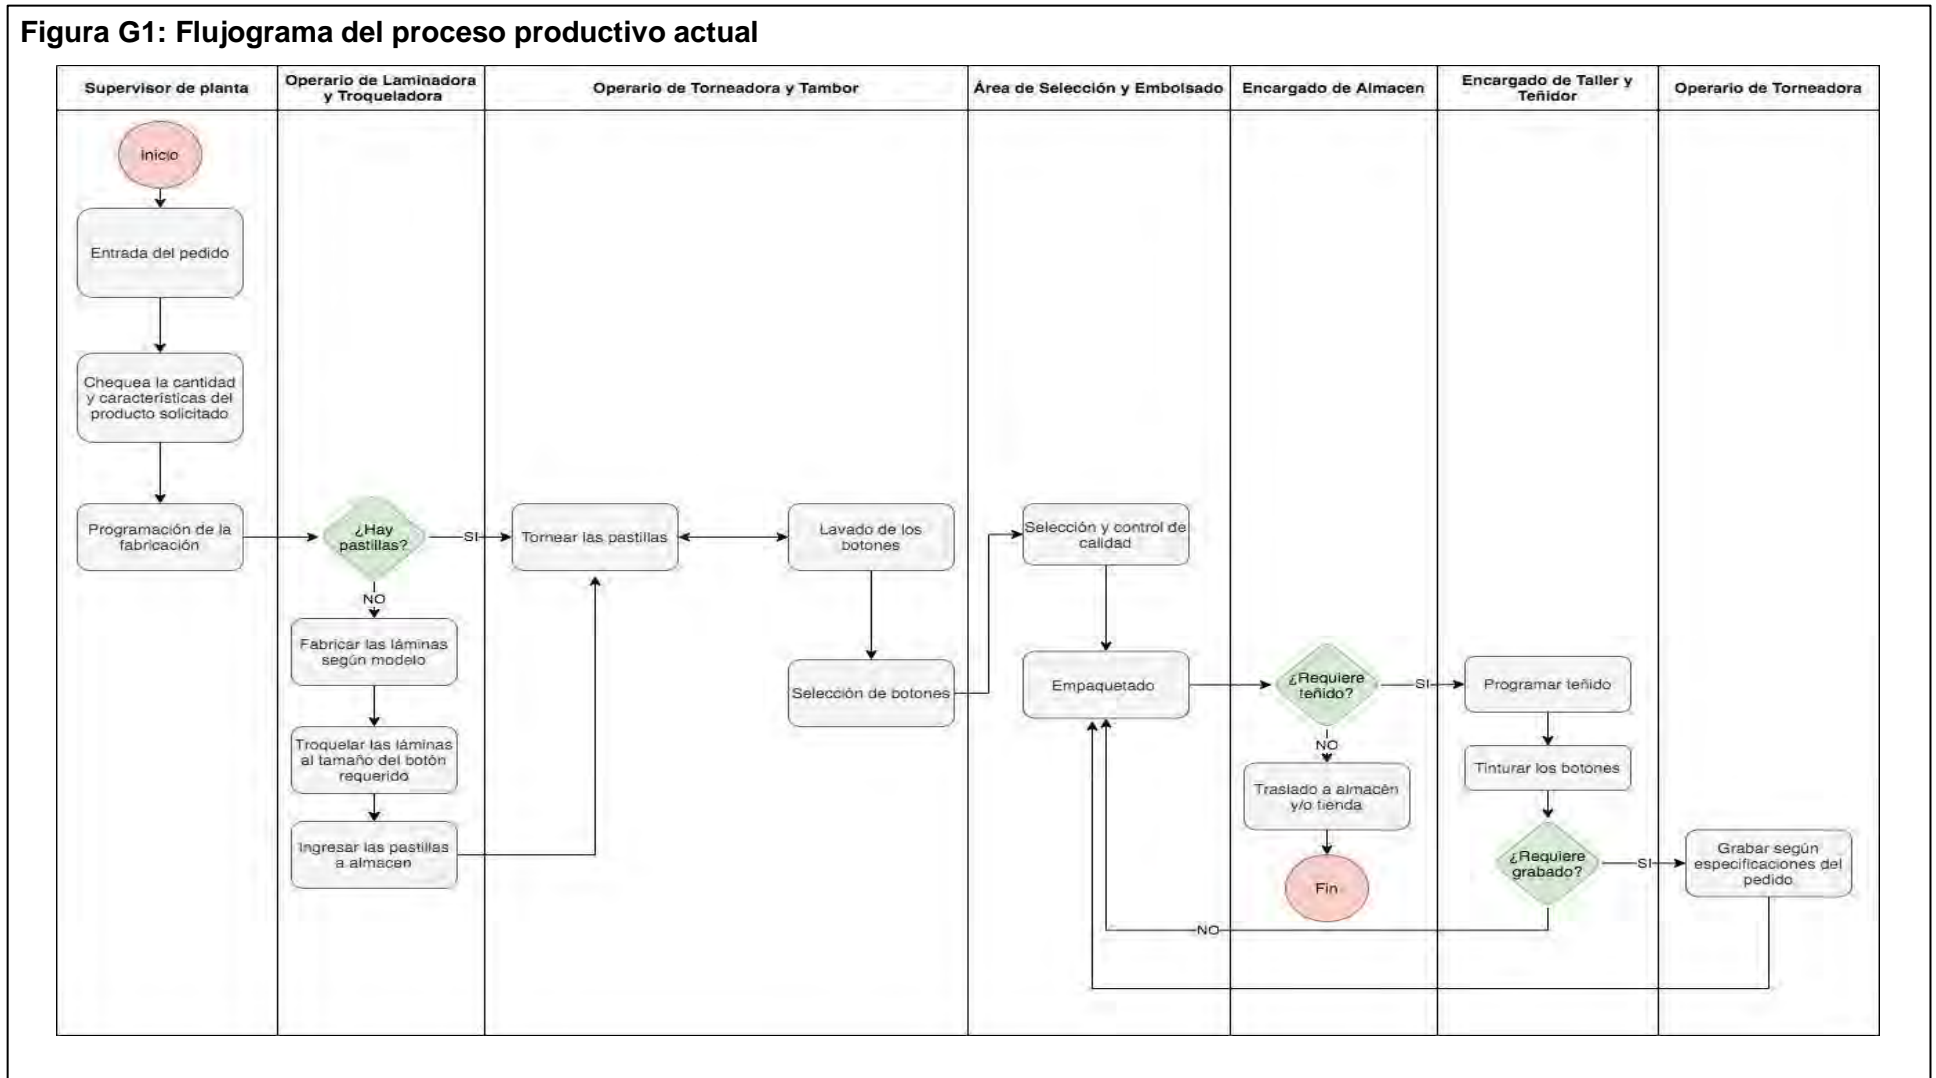 Figura G1: Flujograma del proceso productivo actual
Supervisor de planta
Operario de Laminadora
y Troqueladora
Operario de Torneadora y Tambor
Área de Selección y Embolsado
Encargado de Almacen
Encargado de Taller y
Teñidor
Operario de Torneadora
Inicio
Entrada del pedido
Chequea la cantidad
y características del
producto solicitado
Programación de la
fabricación
¿Hay
pastillas?
SI
NO
Fabricar las láminas
según modelo
Troquelar las láminas
al tamaño del botón
requerido
Ingresar las pastillas
a almacen
Tornear las pastillas
Lavado de los
botones
Selección de botones
Selección y control de
calidad
Empaquetado
¿Requiere
teñido?
SI
NO
Traslado a almacén
y/o tienda
Fin
Programar teñido
Tinturar los botones
¿Requiere
grabado?
SI
NO
Grabar según
especificaciones del
pedido